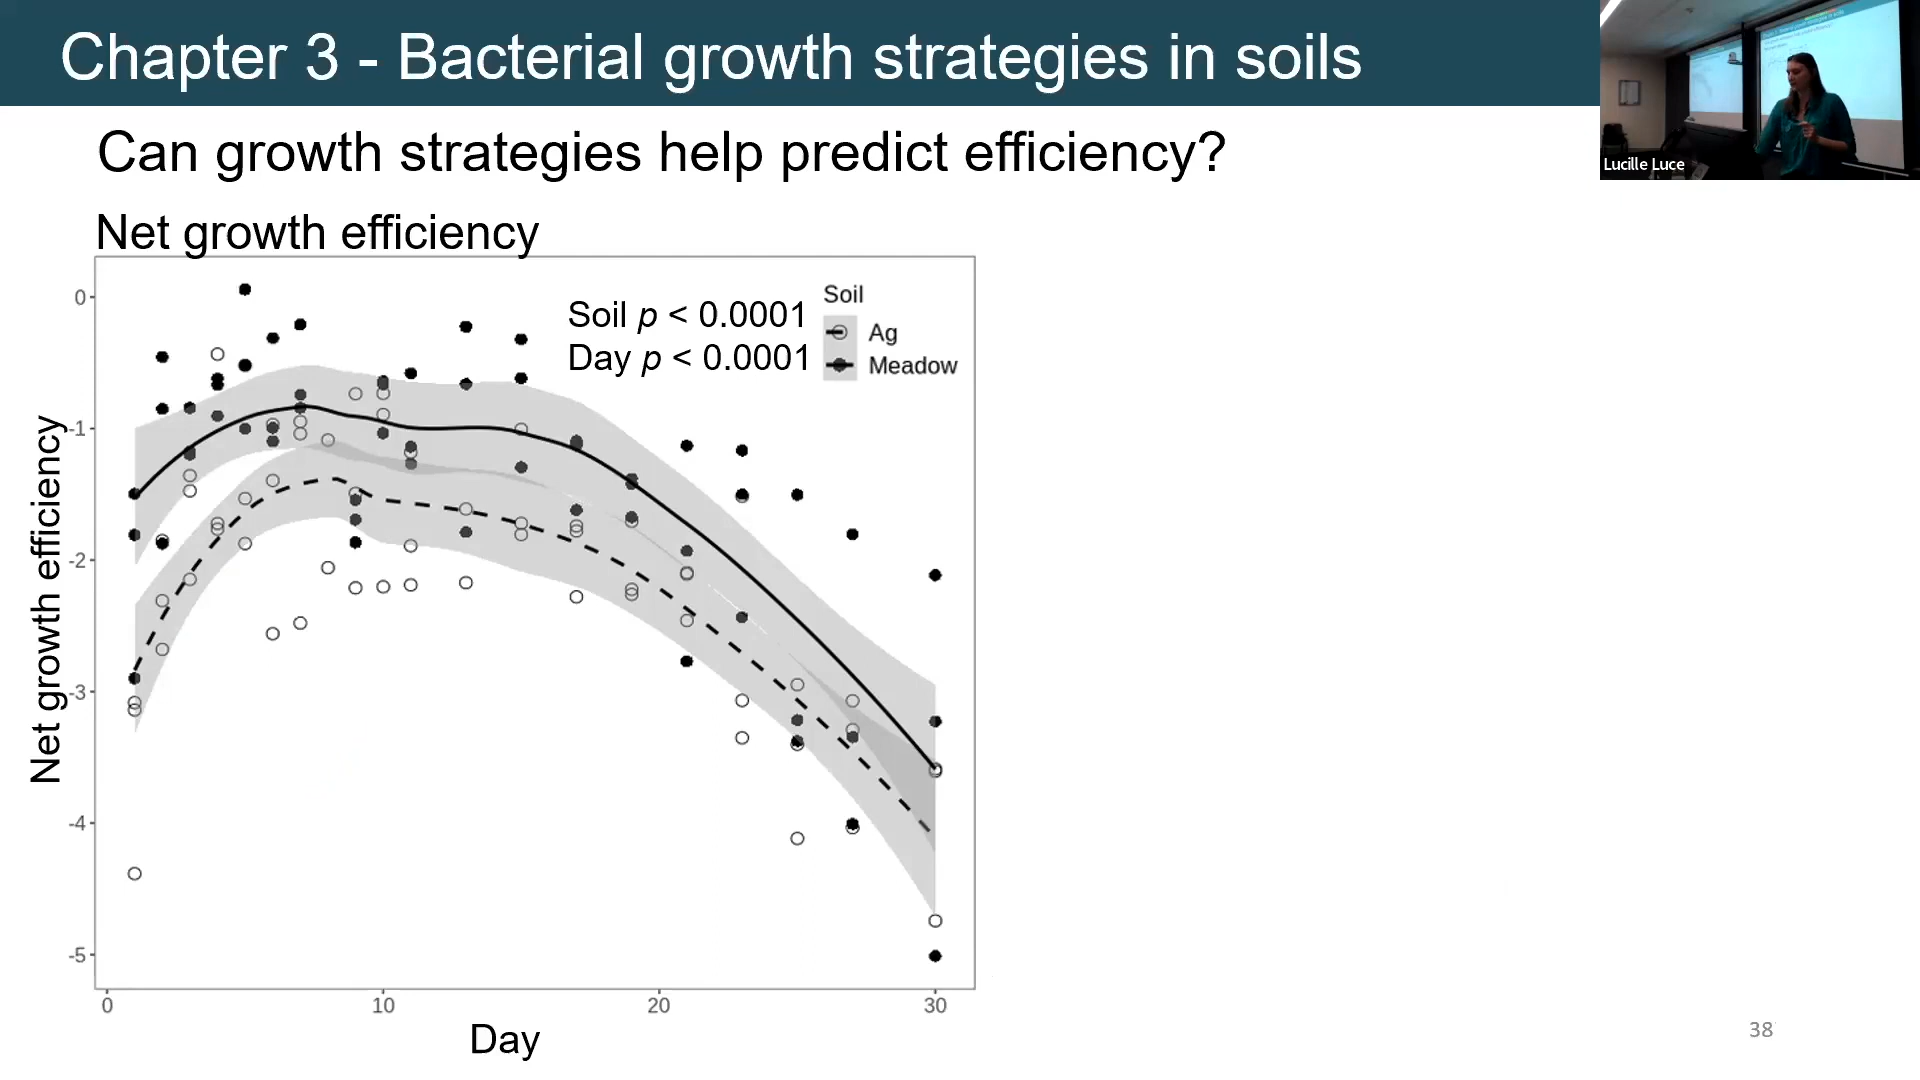 Chapter 3 - Bacterial growth strategies in soils
Lucille Luce
Can growth strategies help predict efficiency?
Net growth efficiency
Soil p < 0.0001
Day p < 0.0001
Soil
Ag
Meadow
Net growth efficiency
0
-1
-2
-3
-4
-5
0 10 20 30
Day
38